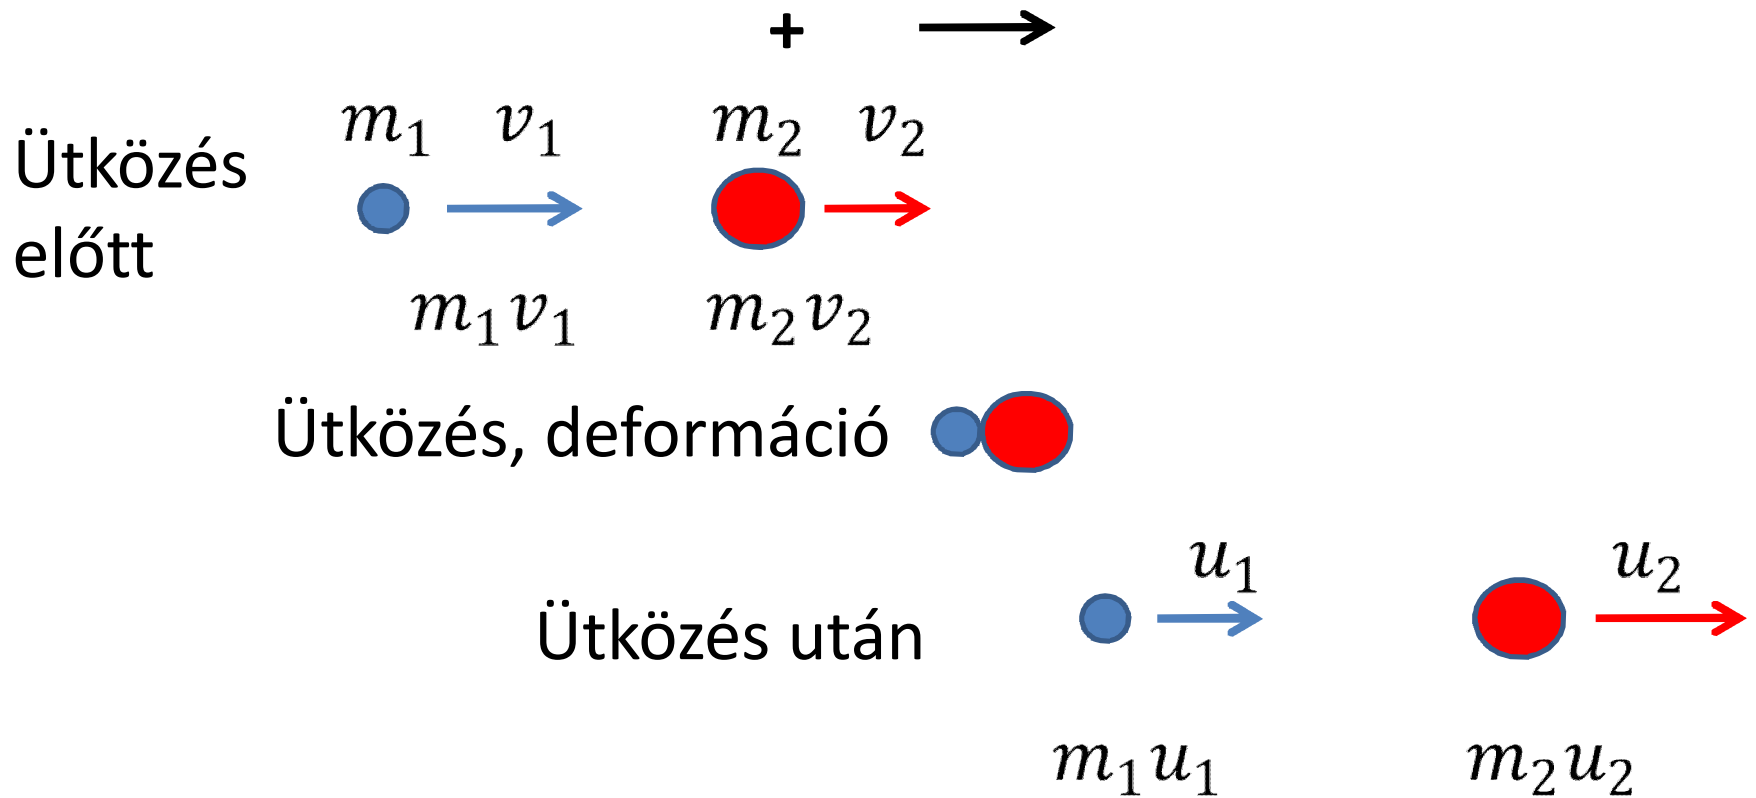 +
m₁ v₁ m₂ v₂
Ütközés
előtt
m₁v₁ m₂v₂
Ütközés, deformáció
u₁ u₂
Ütközés után
m₁u₁ m₂u₂